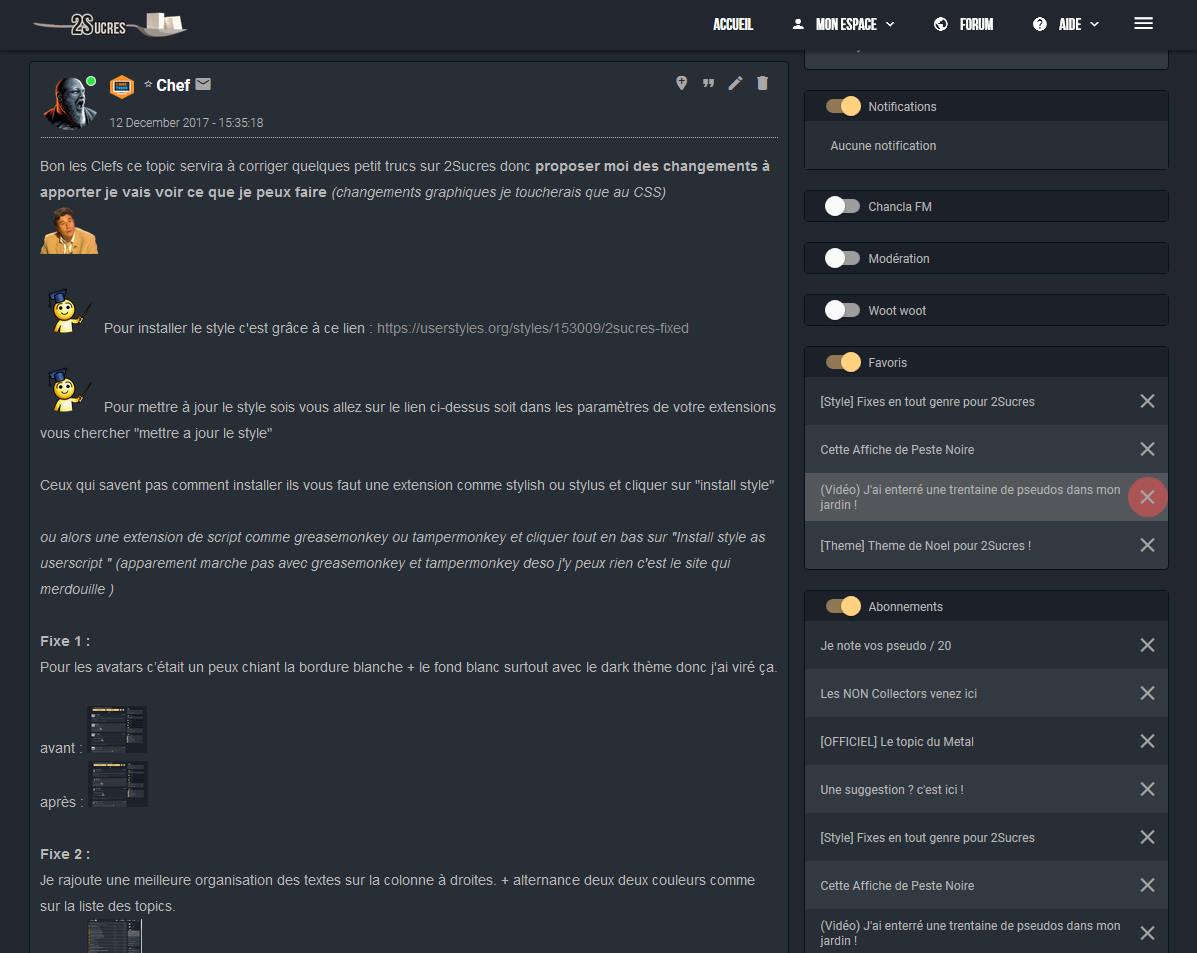 2SUCRES
ACCUEIL
MON ESPACE
FORUM
AIDE
Chef
12 December 2017 - 15:35:18
Bon les Clefs ce topic servira à corriger quelques petit trucs sur 2Sucres donc proposer moi des changements à
apporter je vais voir ce que je peux faire (changements graphiques je toucherais que au CSS)
Pour installer le style c'est grâce à ce lien : https://userstyles.org/styles/153009/2sucres-fixed
Pour mettre à jour le style sois vous allez sur le lien ci-dessus soit dans les paramètres de votre extensions
vous chercher "mettre a jour le style"
Ceux qui savent pas comment installer ils vous faut une extension comme stylish ou stylus et cliquer sur "install style"
ou alors une extension de script comme greasemonkey ou tampermonkey et cliquer tout en bas sur "Install style as
userscript " (apparement marche pas avec greasemonkey et tampermonkey deso j'y peux rien c'est le site qui
merdouille )
Fixe 1 :
Pour les avatars c'était un peux chiant la bordure blanche + le fond blanc surtout avec le dark thème donc j'ai viré ça.
avant :
après :
Fixe 2 :
Je rajoute une meilleure organisation des textes sur la colonne à droites. + alternance deux deux couleurs comme
sur la liste des topics.
Notifications
Aucune notification
Chancla FM
Modération
Woot woot
Favoris
[Style] Fixes en tout genre pour 2Sucres
Cette Affiche de Peste Noire
(Vidéo) J'ai enterré une trentaine de pseudos dans mon
jardin !
[Theme] Theme de Noel pour 2Sucres !
Abonnements
Je note vos pseudo / 20
Les NON Collectors venez ici
[OFFICIEL] Le topic du Metal
Une suggestion ? c'est ici !
[Style] Fixes en tout genre pour 2Sucres
Cette Affiche de Peste Noire
(Vidéo) J'ai enterré une trentaine de pseudos dans mon
jardin !